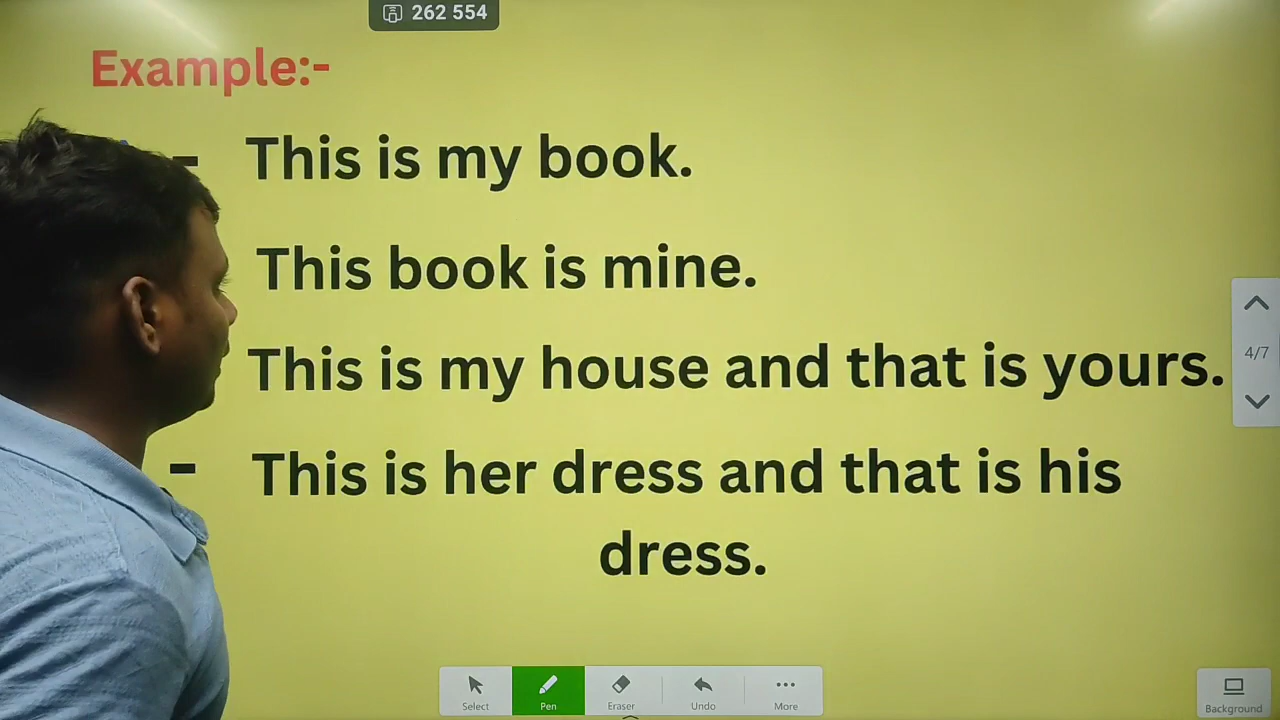 262 554
Example:-
- This is my book.
This book is mine.
This is my house and that is yours.
4/7
- This is her dress and that is his
dress.
Select Pen Eraser Undo More
Background